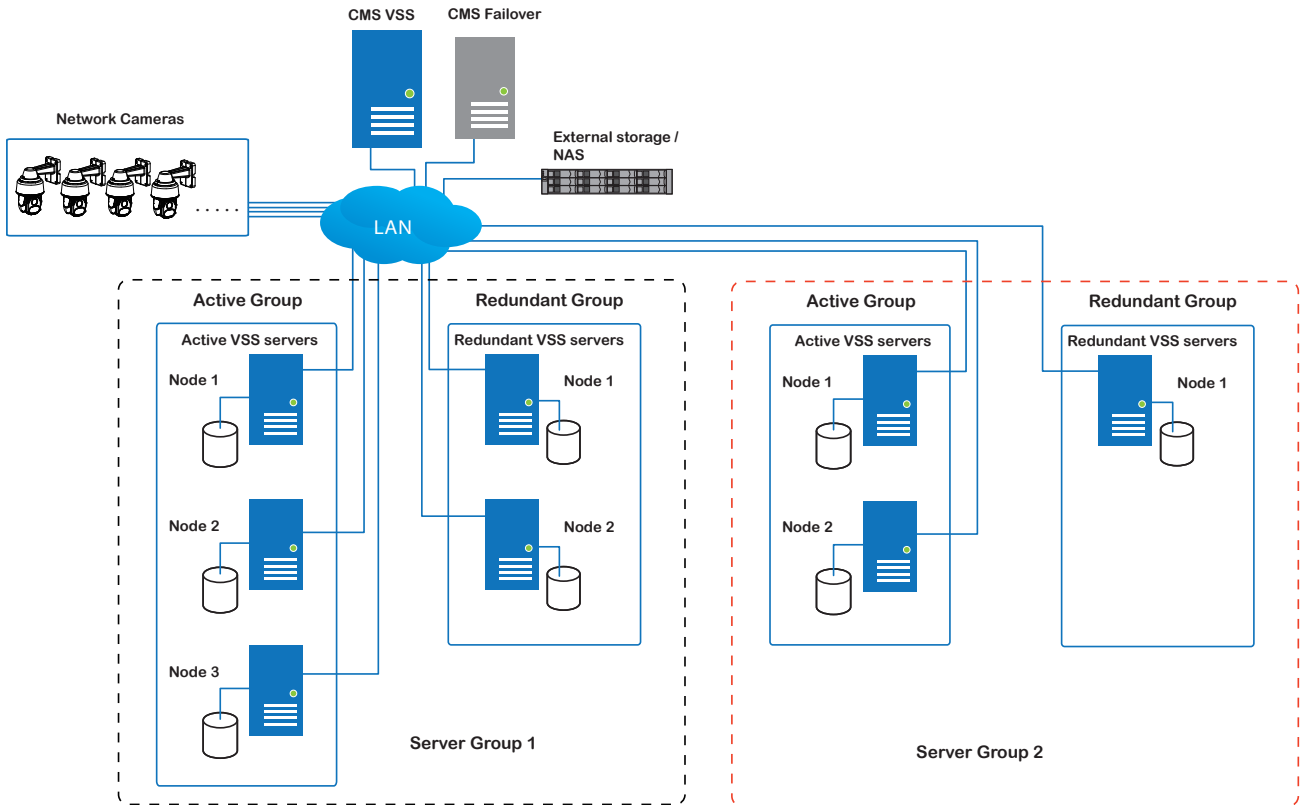 CMS VSS
CMS Failover
Network Cameras
External storage /
NAS
.....
LAN
Active Group
Redundant Group
Active Group
Redundant Group
Active VSS servers
Redundant VSS servers
Active VSS servers
Redundant VSS servers
Node 1
Node 1
Node 1
Node 1
Node 2
Node 2
Node 2
Node 3
Server Group 1
Server Group 2